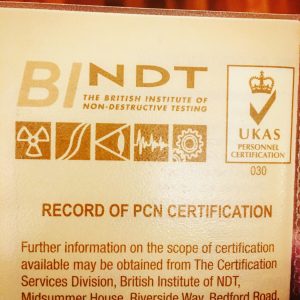 BINDT
THE BRITISH INSTITUTE OF
NON-DESTRUCTIVE TESTING
UKAS
PERSONNEL
CERTIFICATION
030
RECORD OF PCN CERTIFICATION
Further information on the scope of certification
available may be obtained from The Certification
Services Division, British Institute of NDT,
Midsummer House, Riverside Way, Bedford Road,